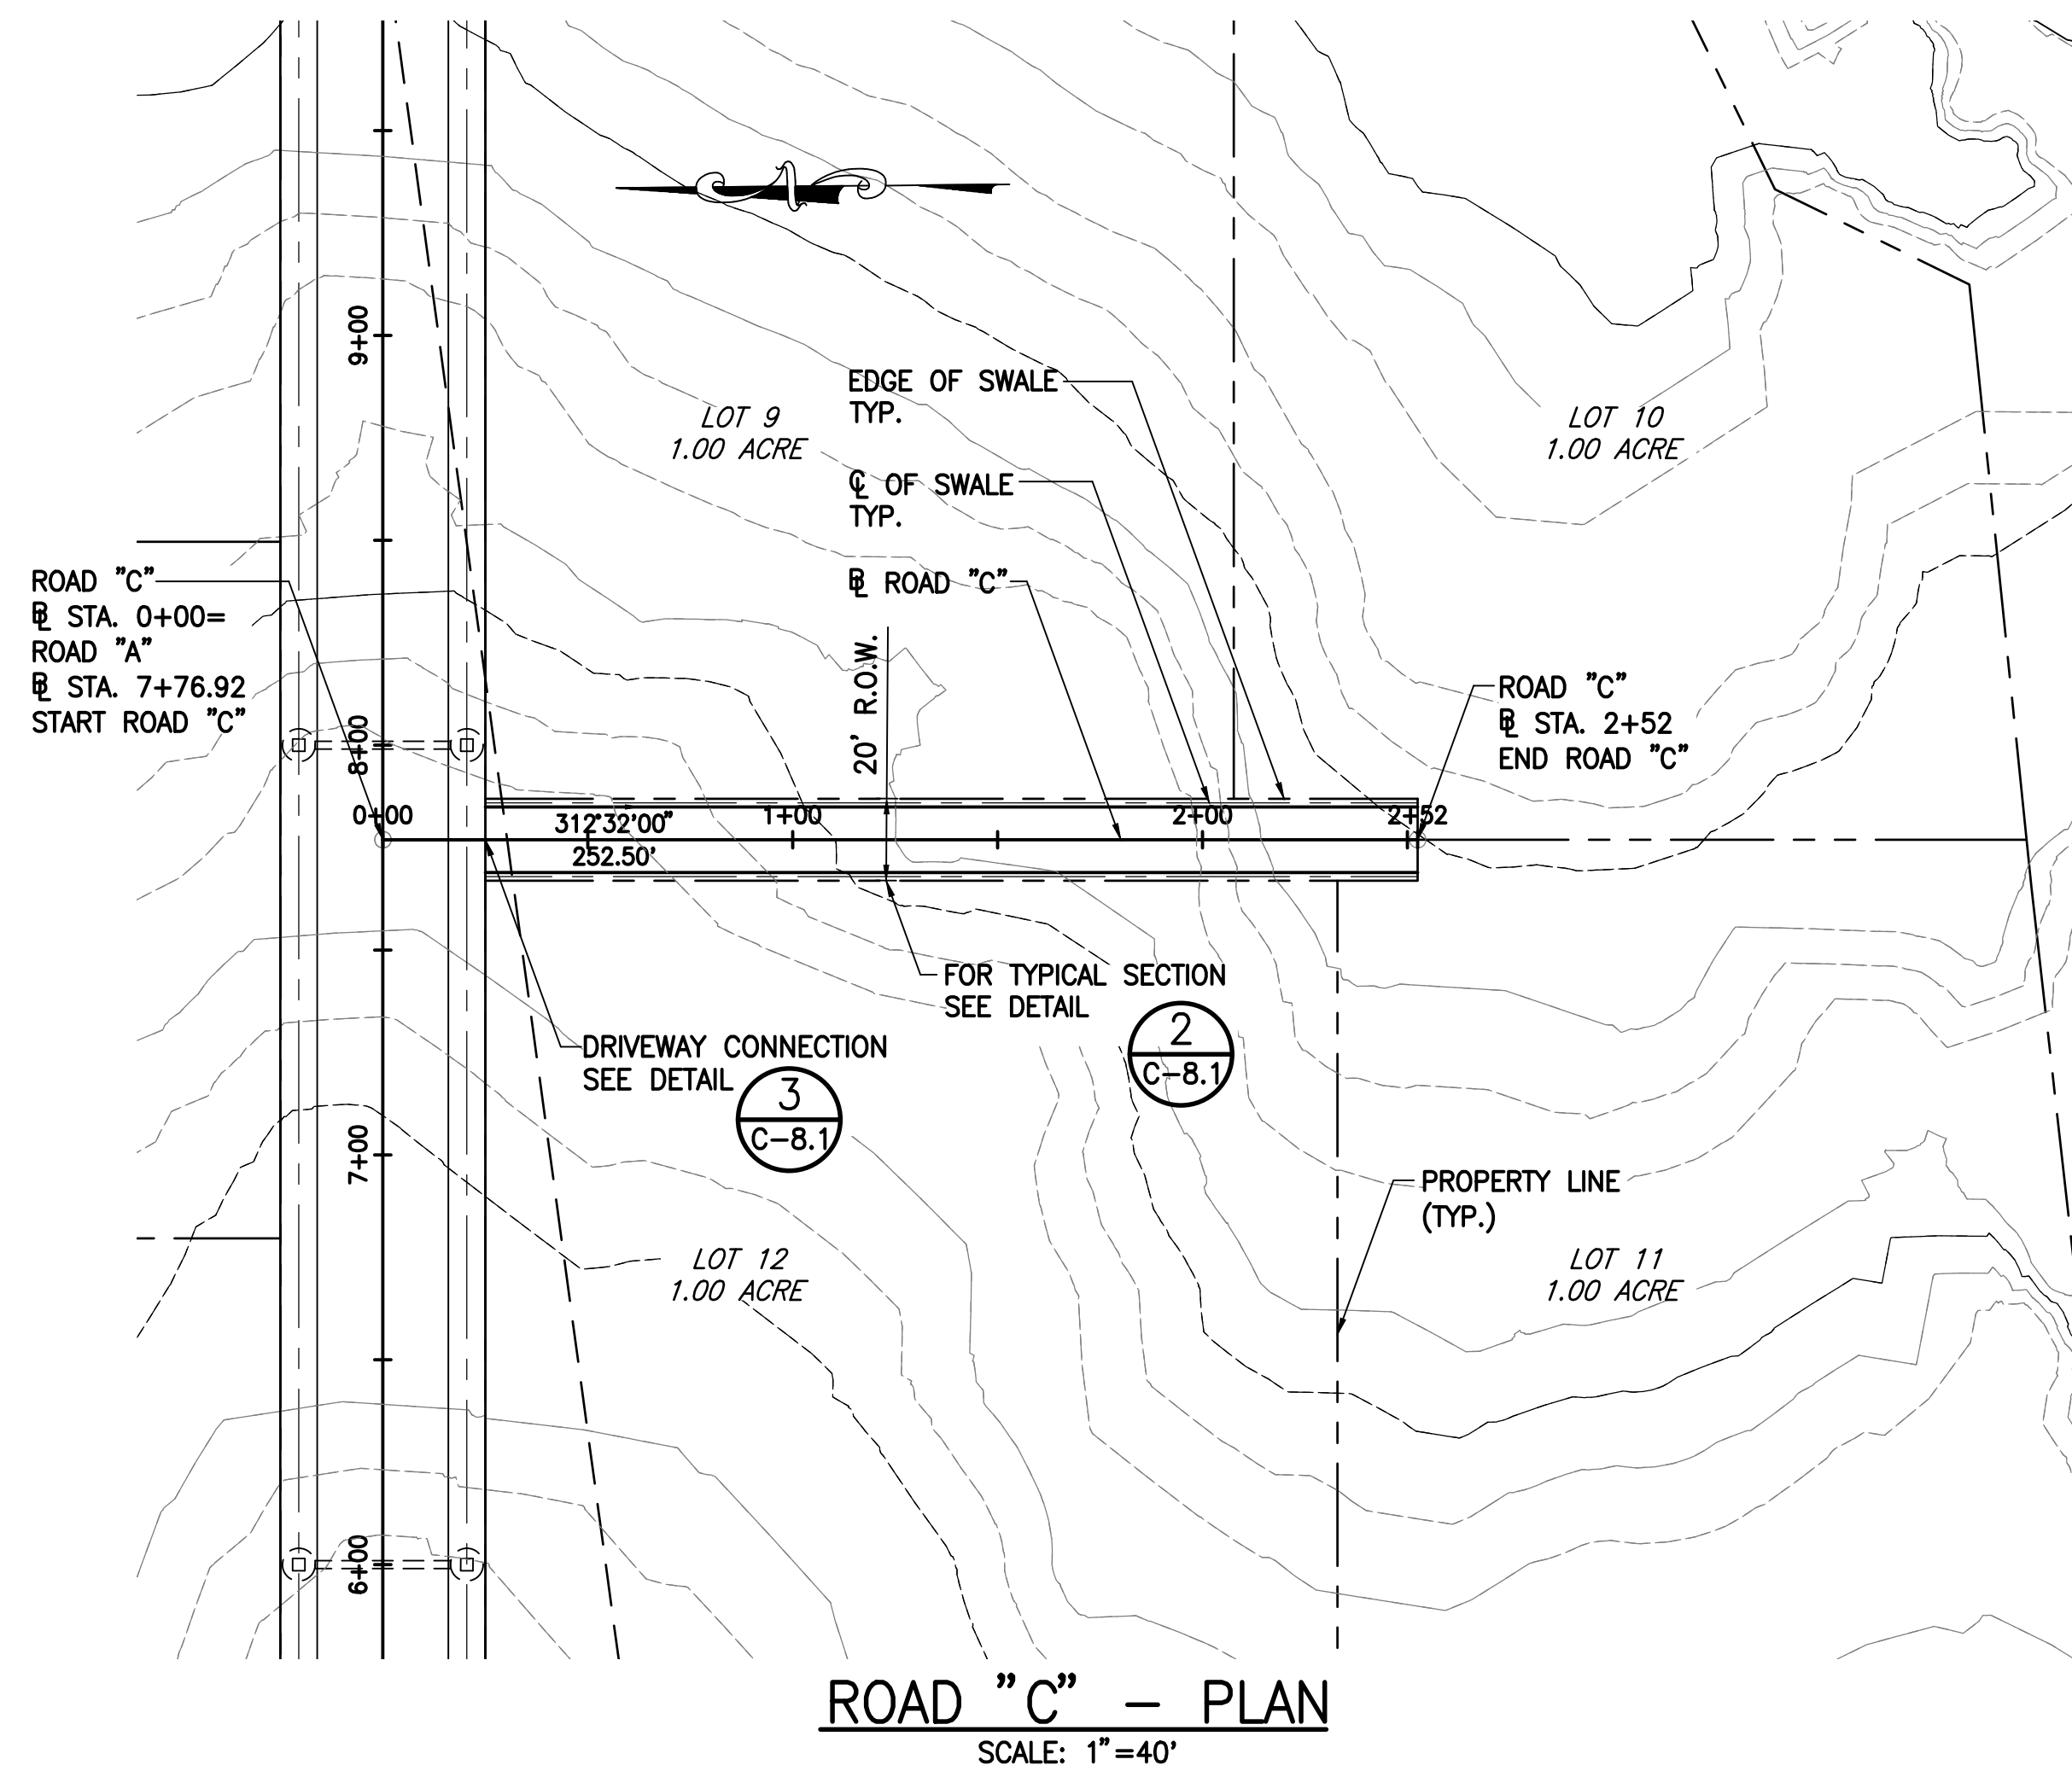 N
9+00
EDGE OF SWALE
TYP.
LOT 9
1.00 ACRE
LOT 10
1.00 ACRE
℄ OF SWALE
TYP.
ROAD "C"
BL STA. 0+00=
ROAD "A"
BL STA. 7+76.92
START ROAD "C"
BL ROAD "C"
20' R.O.W.
ROAD "C"
BL STA. 2+52
END ROAD "C"
8+00
0+00
312°32'00"
252.50'
1+00
2+00
2+52
FOR TYPICAL SECTION
SEE DETAIL
2
C-8.1
DRIVEWAY CONNECTION
SEE DETAIL
3
C-8.1
7+00
PROPERTY LINE
(TYP.)
LOT 12
1.00 ACRE
LOT 11
1.00 ACRE
6+00
ROAD "C" - PLAN
SCALE: 1"=40'